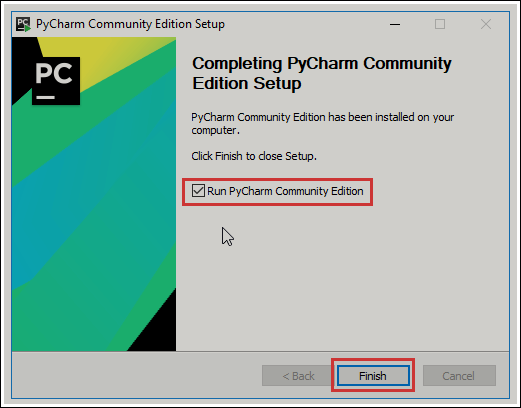 PC PyCharm Community Edition Setup
PC
Completing PyCharm Community
Edition Setup
PyCharm Community Edition has been installed on your
computer.
Click Finish to close Setup.
Run PyCharm Community Edition
< Back Finish Cancel